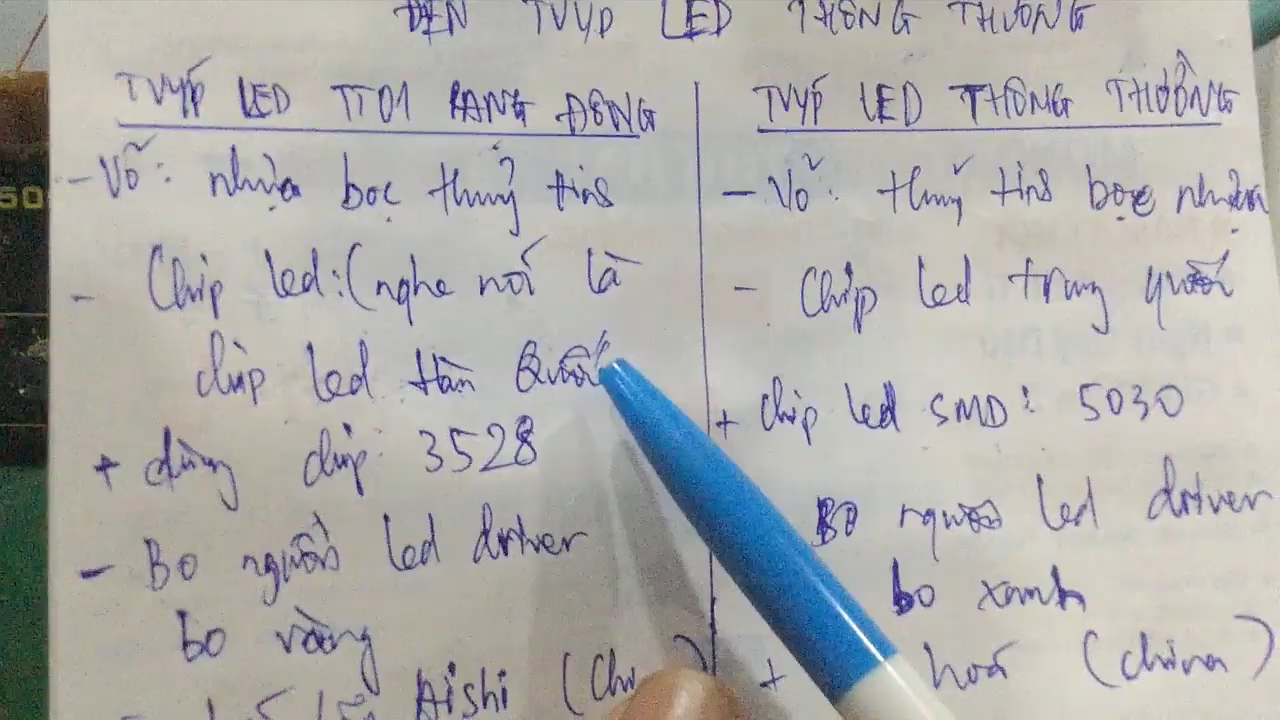 ĐÈN TUÝP LED THÔNG THƯỜNG
TUÝP LED TT01 RẠNG ĐÔNG
- Vỏ: nhựa bọc thuỷ tinh
- Chip led: (nghe nói là
chip led Hàn Quốc
+ dùng chip: 3528
- Bo nguồn led driver
bo vàng
Aishi (Chi )
TUÝP LED THÔNG THƯỜNG
- Vỏ: thuỷ tinh bọc nhựa
- Chip led trung quốc
+ chip led SMD: 5030
Bo nguồn led driver
bo xanh
+ hoá (china)
50